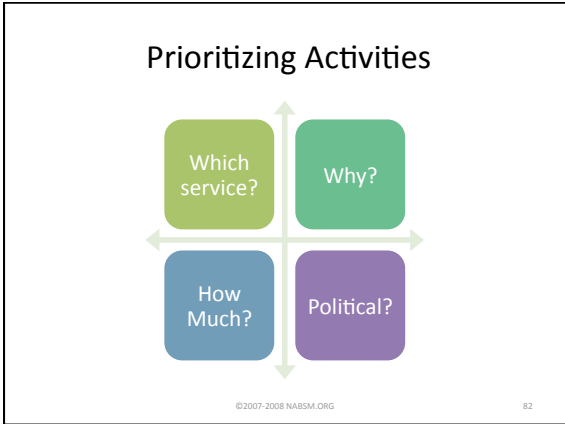 Prioritizing Activities
Which
service?
Why?
How
Much?
Political?
©2007-2008 NABSM.ORG
82